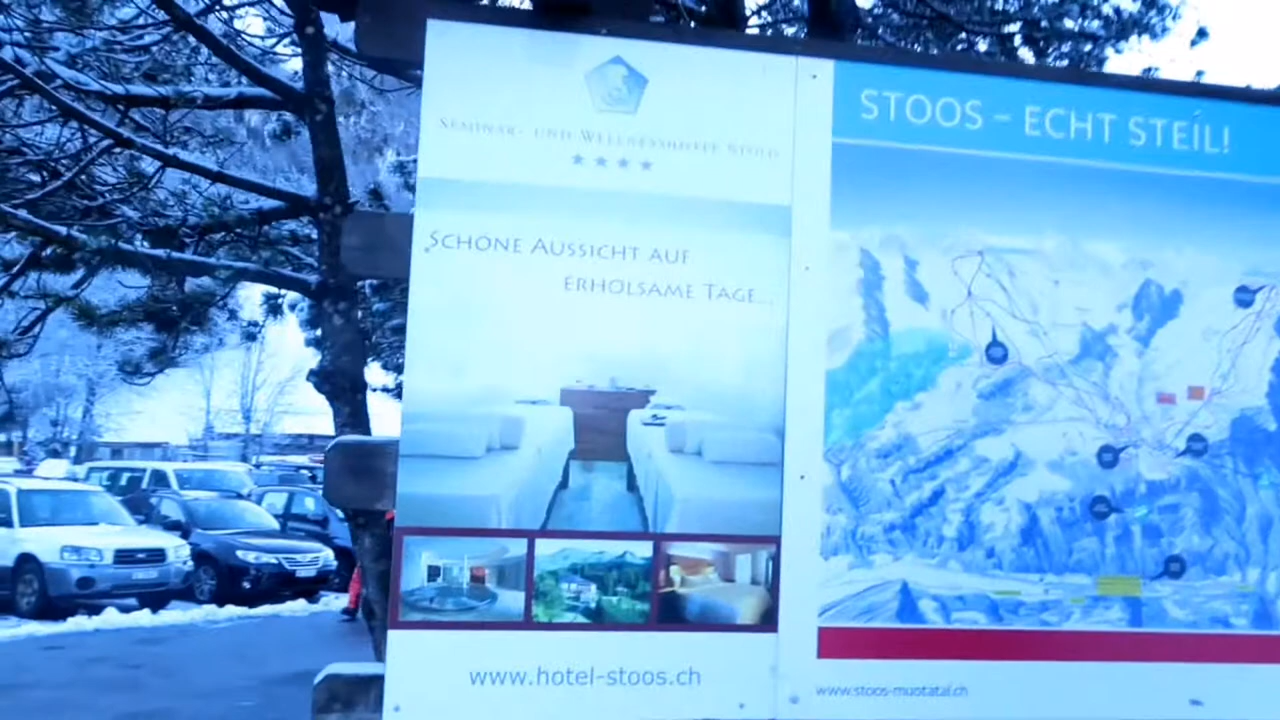 SEMINAR- UND WELLNESSHOTEL STOOS
SCHÖNE AUSSICHT AUF
ERHOLSAME TAGE...
www.hotel-stoos.ch
STOOS - ECHT STEIL!
www.stoos-muotatal.ch